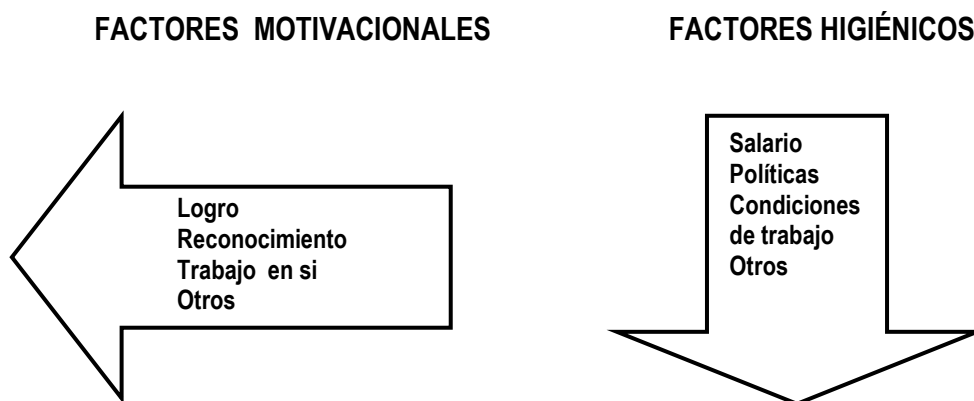 FACTORES MOTIVACIONALES
FACTORES HIGIÉNICOS
Logro
Reconocimiento
Trabajo en si
Otros
Salario
Políticas
Condiciones
de trabajo
Otros